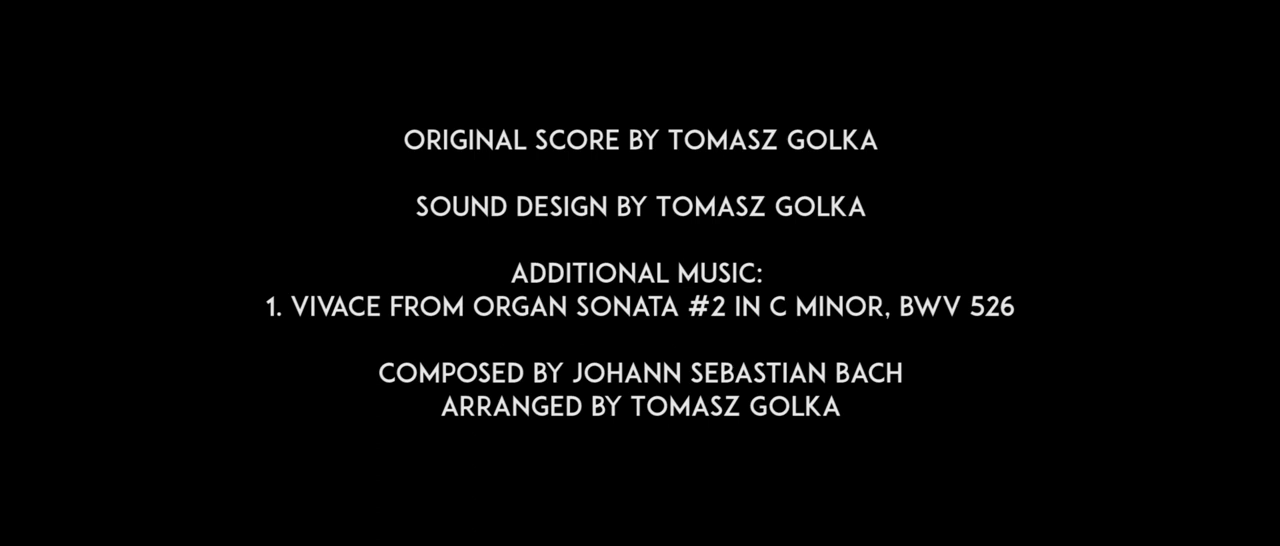 ORIGINAL SCORE BY TOMASZ GOLKA
SOUND DESIGN BY TOMASZ GOLKA
ADDITIONAL MUSIC:
1. VIVACE FROM ORGAN SONATA #2 IN C MINOR, BWV 526
COMPOSED BY JOHANN SEBASTIAN BACH
ARRANGED BY TOMASZ GOLKA